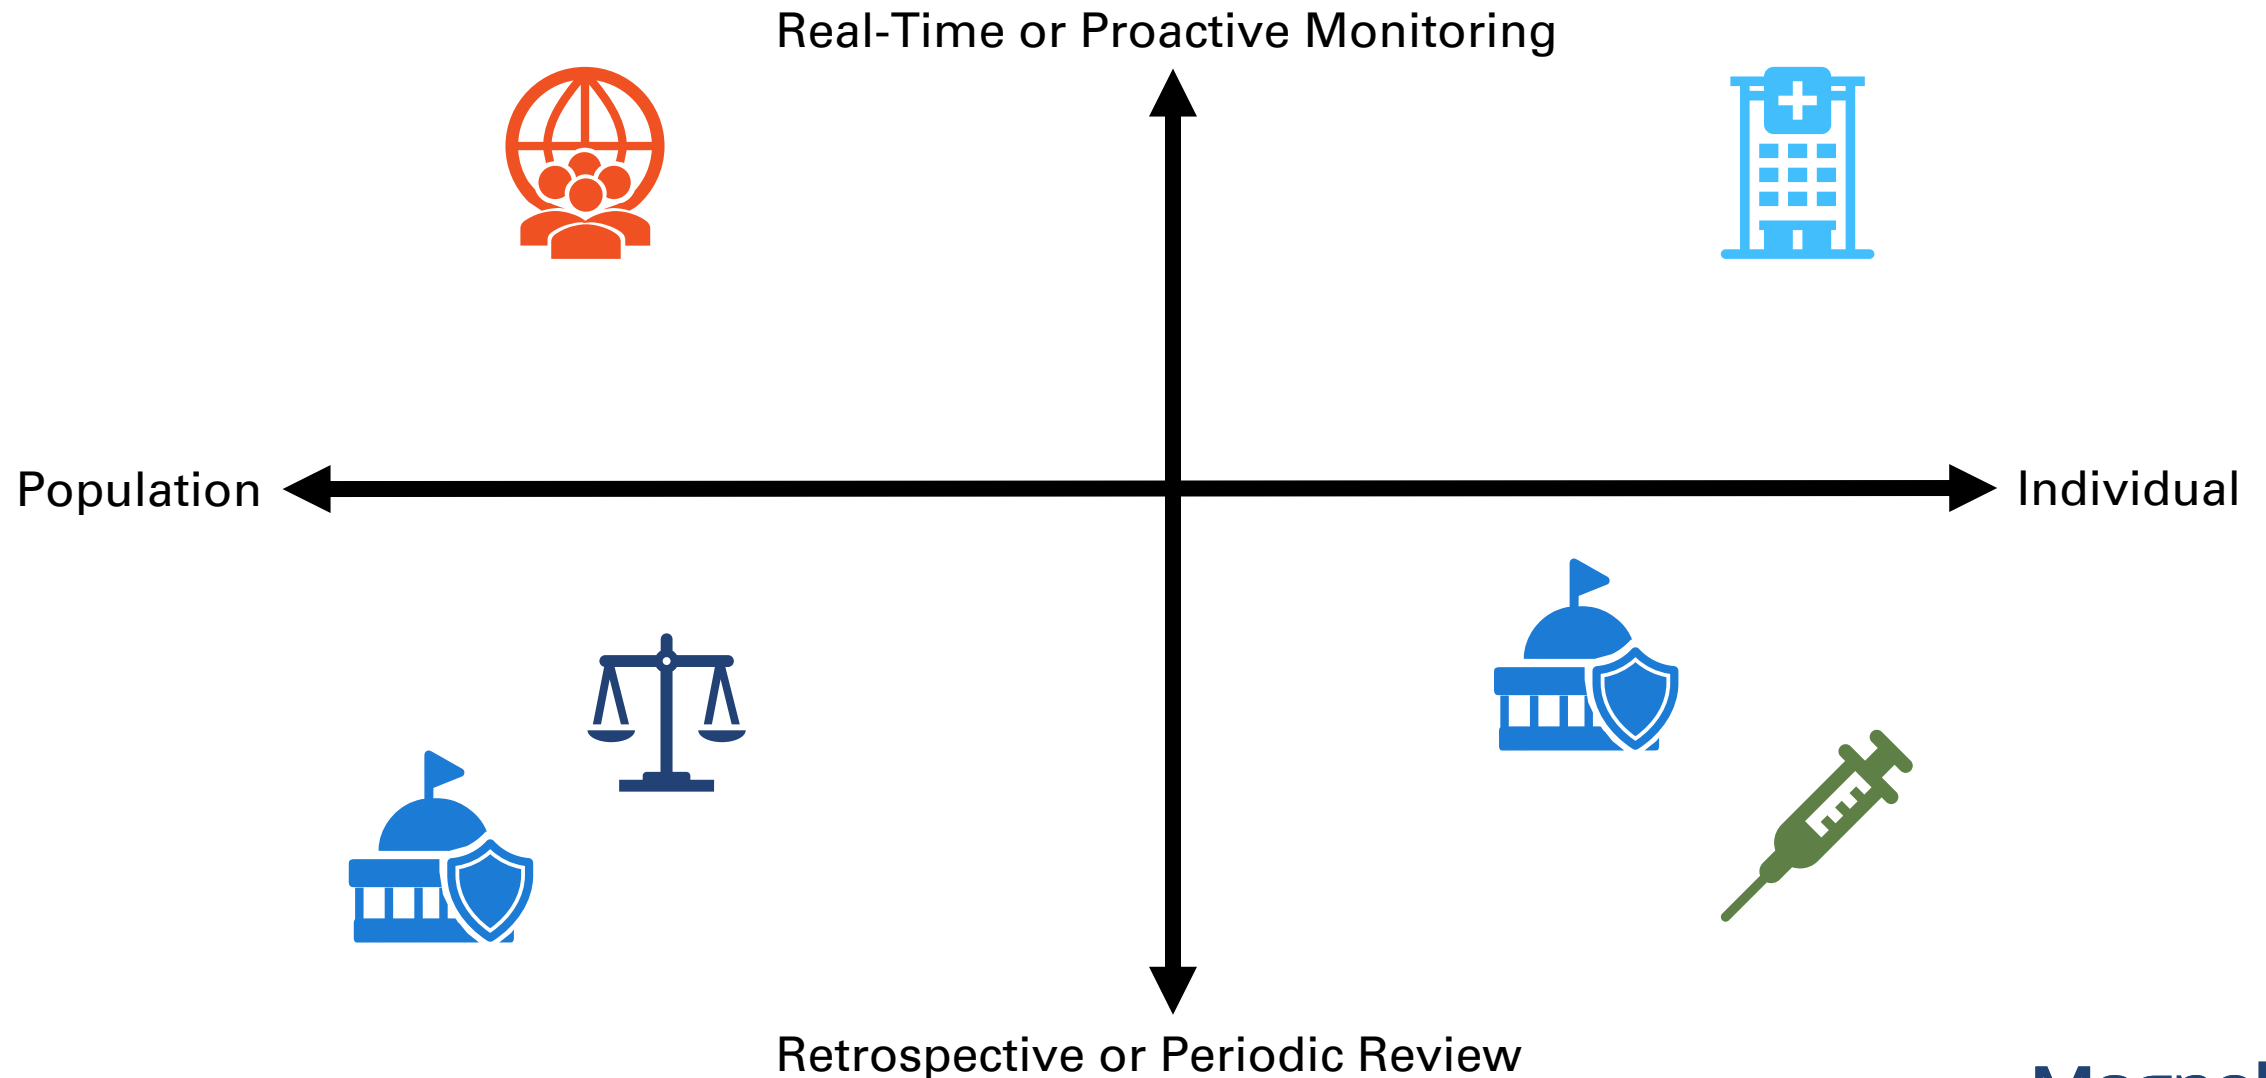 Real-Time or Proactive Monitoring
Population
Individual
Retrospective or Periodic Review